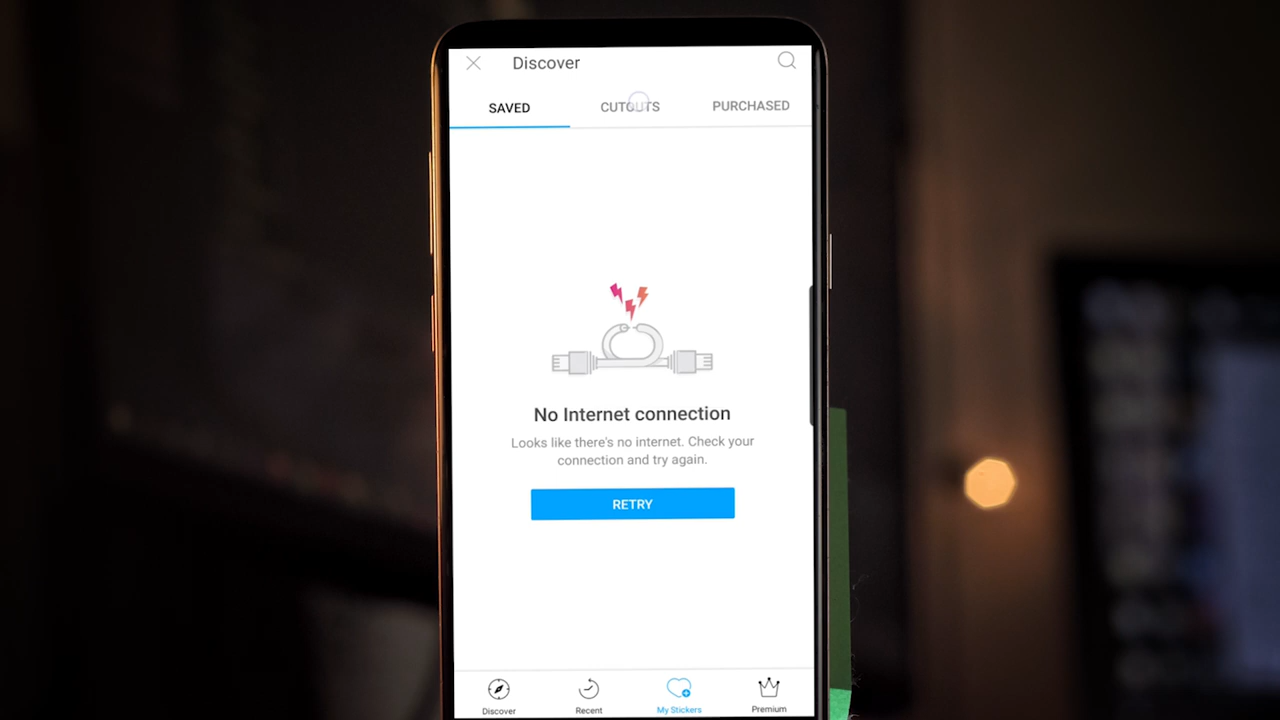 Discover
SAVED
CUTOUTS
PURCHASED
No Internet connection
Looks like there's no internet. Check your
connection and try again.
RETRY
Discover
Recent
My Stickers
Premium